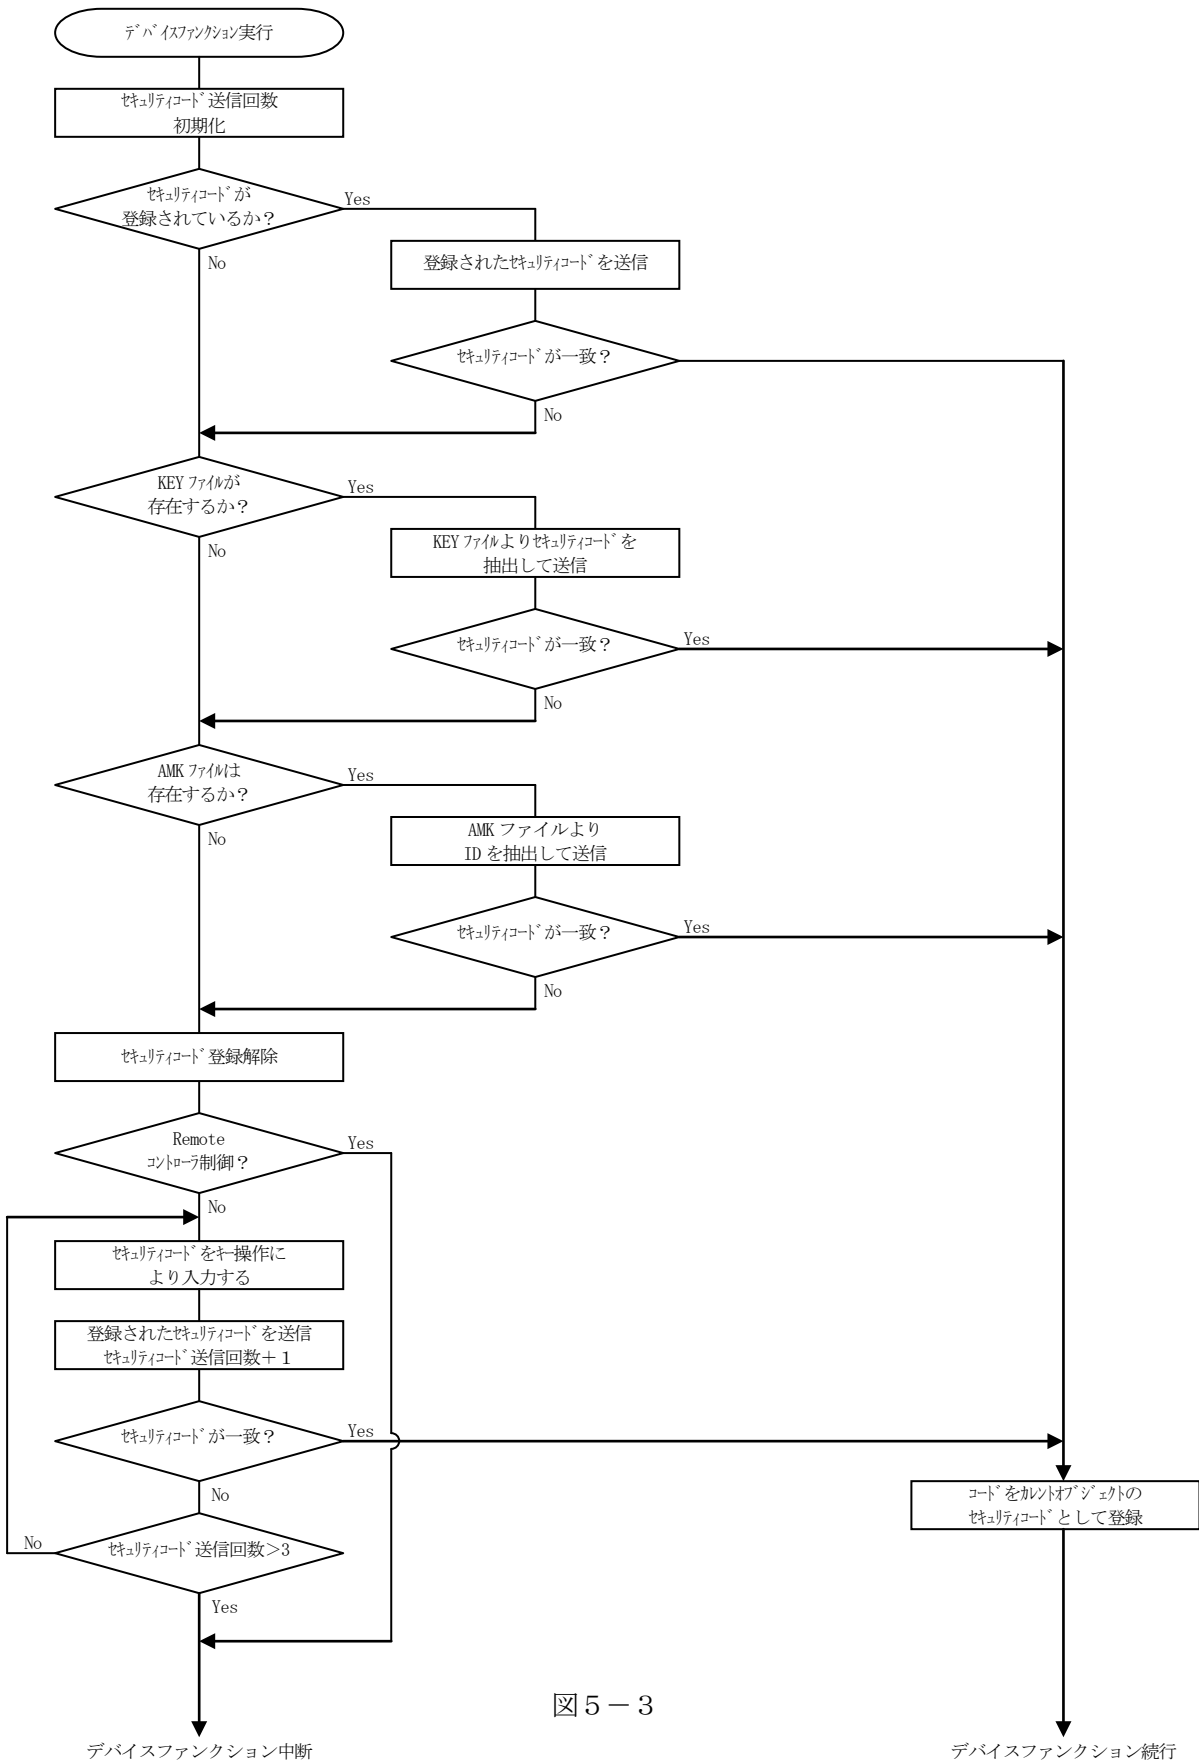 ﾃﾞﾊﾞｲｽﾌｧﾝｸｼｮﾝ実行
ｾｷｭﾘﾃｨｺｰﾄﾞ送信回数
初期化
ｾｷｭﾘﾃｨｺｰﾄﾞが
登録されているか？
Yes
No
登録されたｾｷｭﾘﾃｨｺｰﾄﾞを送信
ｾｷｭﾘﾃｨｺｰﾄﾞが一致？
No
KEYﾌｧｲﾙが
存在するか？
Yes
No
KEYﾌｧｲﾙよりｾｷｭﾘﾃｨｺｰﾄﾞを
抽出して送信
ｾｷｭﾘﾃｨｺｰﾄﾞが一致？
Yes
No
AMKﾌｧｲﾙは
存在するか？
Yes
No
AMK ファイルより
ID を抽出して送信
ｾｷｭﾘﾃｨｺｰﾄﾞが一致？
Yes
No
ｾｷｭﾘﾃｨｺｰﾄﾞ登録解除
Remote
ｺﾝﾄﾛｰﾗ制御？
Yes
No
ｾｷｭﾘﾃｨｺｰﾄﾞをｷｰ操作に
より入力する
登録されたｾｷｭﾘﾃｨｺｰﾄﾞを送信
ｾｷｭﾘﾃｨｺｰﾄﾞ送信回数＋１
ｾｷｭﾘﾃｨｺｰﾄﾞが一致？
Yes
No
ｾｷｭﾘﾃｨｺｰﾄﾞ送信回数>3
No
Yes
ｺｰﾄﾞをｶﾚﾝﾄｵﾌﾞｼﾞｪｸﾄの
ｾｷｭﾘﾃｨｺｰﾄﾞとして登録
図５－３
デバイスファンクション中断
デバイスファンクション続行